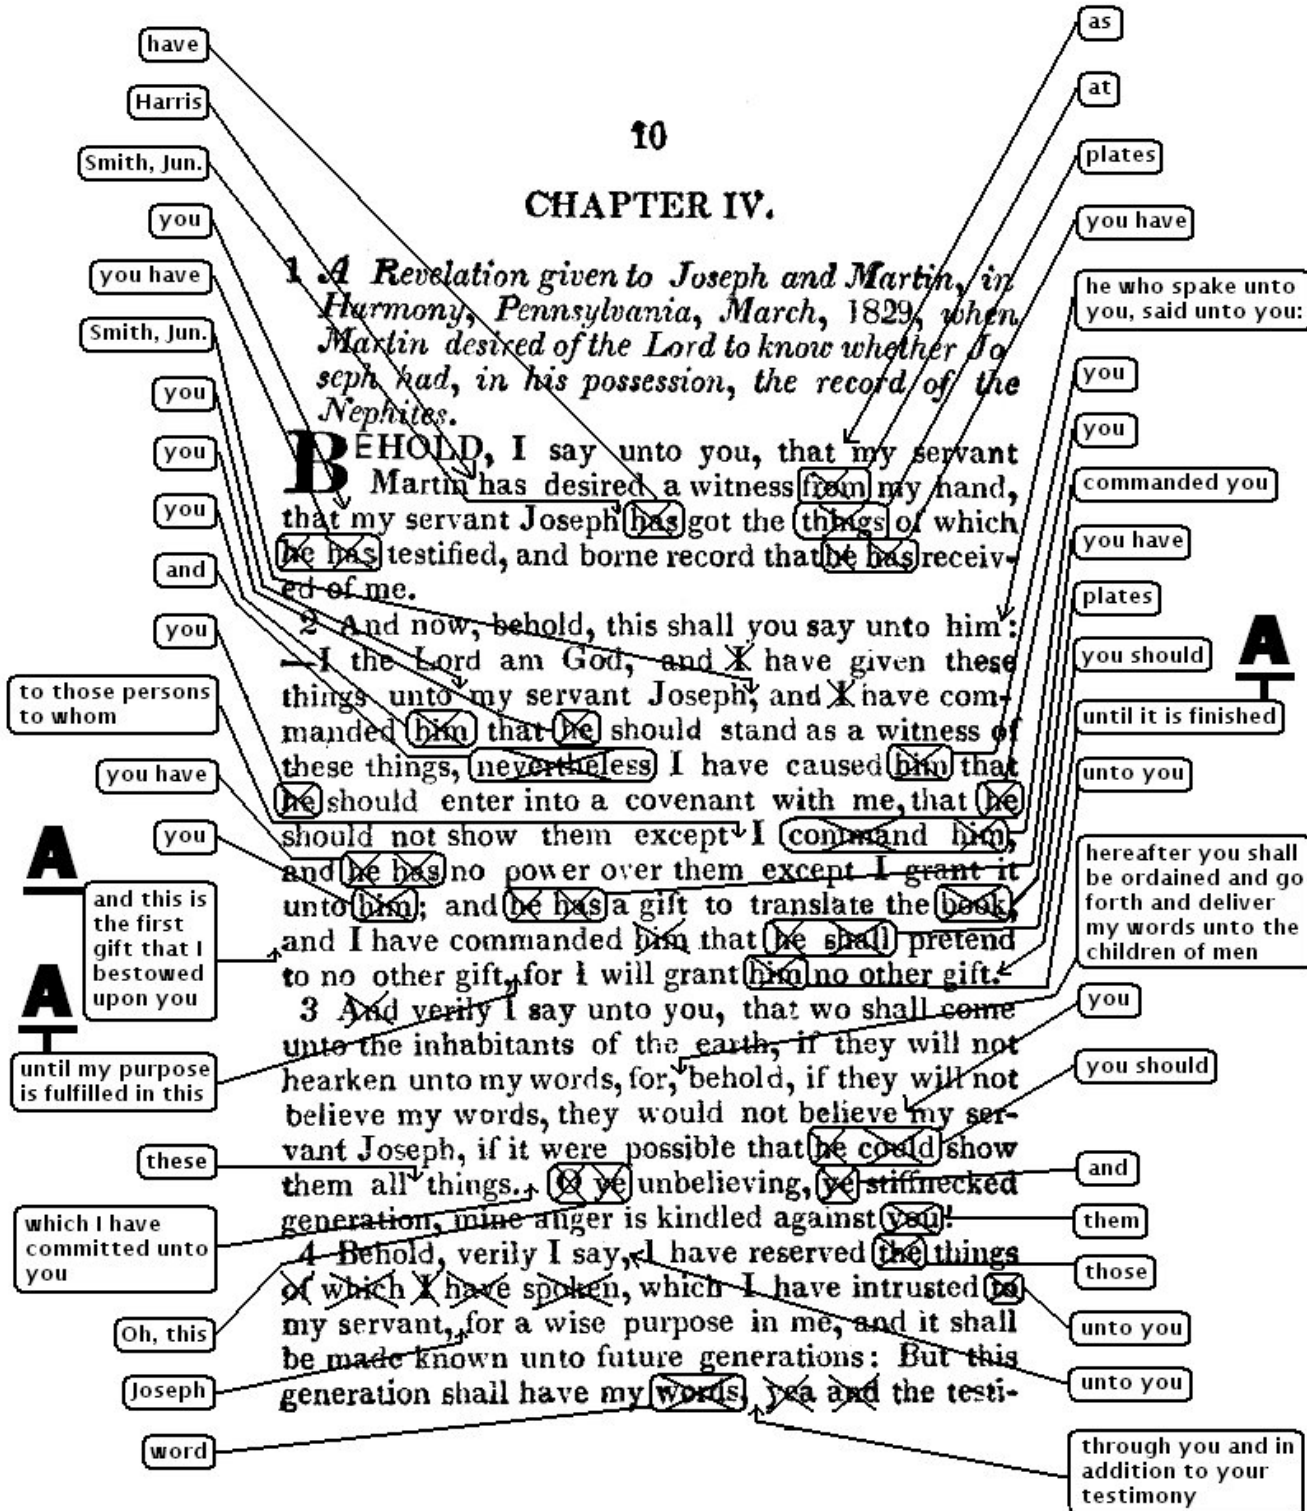 have
Harris
Smith, Jun.
you
you have
Smith, Jun.
you
you
you
and
you
to those persons
to whom
you have
you
A
and this is
the first
gift that I
bestowed
upon you
A
until my purpose
is fulfilled in this
these
which I have
committed unto
you
Oh, this
Joseph
word
10
CHAPTER IV.
1 A Revelation given to Joseph and Martin, in
Harmony, Pennsylvania, March, 1829, when
Martin desired of the Lord to know whether Jo
seph had, in his possession, the record of the
Nephites.
BEHOLD, I say unto you, that my servant
Martin has desired a witness from my hand,
that my servant Joseph has got the things of which
he has testified, and borne record that he has receiv-
ed of me.
2 And now, behold, this shall you say unto him:
—I the Lord am God, and I have given these
things unto my servant Joseph, and I have com-
manded him that he should stand as a witness of
these things, nevertheless I have caused him that
he should enter into a covenant with me, that he
should not show them except I command him,
and he has no power over them except I grant it
unto him; and he has a gift to translate the book,
and I have commanded him that he shall pretend
to no other gift, for I will grant him no other gift.
3 And verily I say unto you, that wo shall come
unto the inhabitants of the earth, if they will not
hearken unto my words, for, behold, if they will not
believe my words, they would not believe my ser-
vant Joseph, if it were possible that he could show
them all things. O ye unbelieving, ye stiffnecked
generation, mine anger is kindled against you!
4 Behold, verily I say, I have reserved the things
of which I have spoken, which I have intrusted to
my servant, for a wise purpose in me, and it shall
be made known unto future generations: But this
generation shall have my words, yea and the testi-
as
at
plates
you have
he who spake unto
you, said unto you:
you
you
commanded you
you have
plates
you should
A
until it is finished
unto you
hereafter you shall
be ordained and go
forth and deliver
my words unto the
children of men
you
you should
and
them
those
unto you
unto you
through you and in
addition to your
testimony